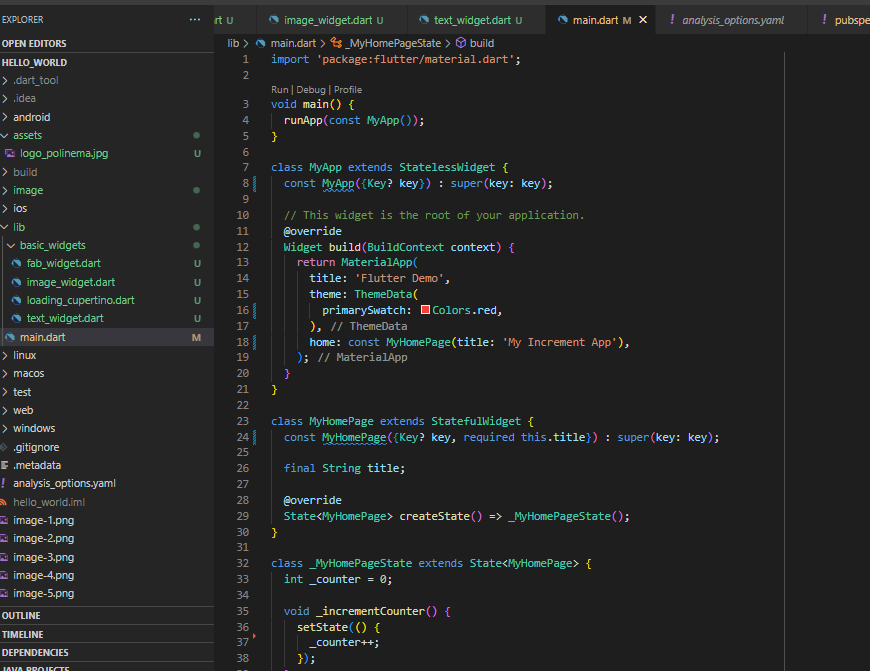 EXPLORER
···
OPEN EDITORS
HELLO_WORLD
.dart_tool
.idea
android
assets
logo_polinema.jpg U
build
image
ios
lib
basic_widgets
fab_widget.dart U
image_widget.dart U
loading_cupertino.dart U
text_widget.dart U
main.dart M
linux
macos
test
web
windows
.gitignore
.metadata
analysis_options.yaml
hello_world.iml
image-1.png
image-2.png
image-3.png
image-4.png
image-5.png
OUTLINE
TIMELINE
DEPENDENCIES
JAVA PROJECTS
rt U image_widget.dart U text_widget.dart U main.dart M × ! analysis_options.yaml ! pubspe
lib > main.dart > _MyHomePageState > build
1 import 'package:flutter/material.dart';
2
Run | Debug | Profile
3 void main() {
4 runApp(const MyApp());
5 }
6
7 class MyApp extends StatelessWidget {
8 const MyApp({Key? key}) : super(key: key);
9
10 // This widget is the root of your application.
11 @override
12 Widget build(BuildContext context) {
13 return MaterialApp(
14 title: 'Flutter Demo',
15 theme: ThemeData(
16 primarySwatch: Colors.red,
17 ), // ThemeData
18 home: const MyHomePage(title: 'My Increment App'),
19 ); // MaterialApp
20 }
21 }
22
23 class MyHomePage extends StatefulWidget {
24 const MyHomePage({Key? key, required this.title}) : super(key: key);
25
26 final String title;
27
28 @override
29 State<MyHomePage> createState() => _MyHomePageState();
30 }
31
32 class _MyHomePageState extends State<MyHomePage> {
33 int _counter = 0;
34
35 void _incrementCounter() {
36 setState(() {
37 _counter++;
38 });